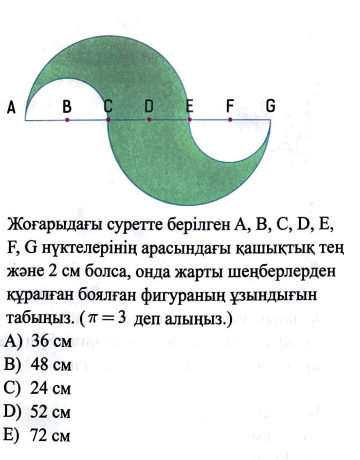 A B C D E F G
Жоғарыдағы суретте берілген A, B, C, D, E,
F, G нүктелерінің арасындағы қашықтық тең
және 2 см болса, онда жарты шеңберлерден
құралған боялған фигураның ұзындығын
табыңыз. (π=3 деп алыңыз.)
A) 36 см
B) 48 см
C) 24 см
D) 52 см
E) 72 см